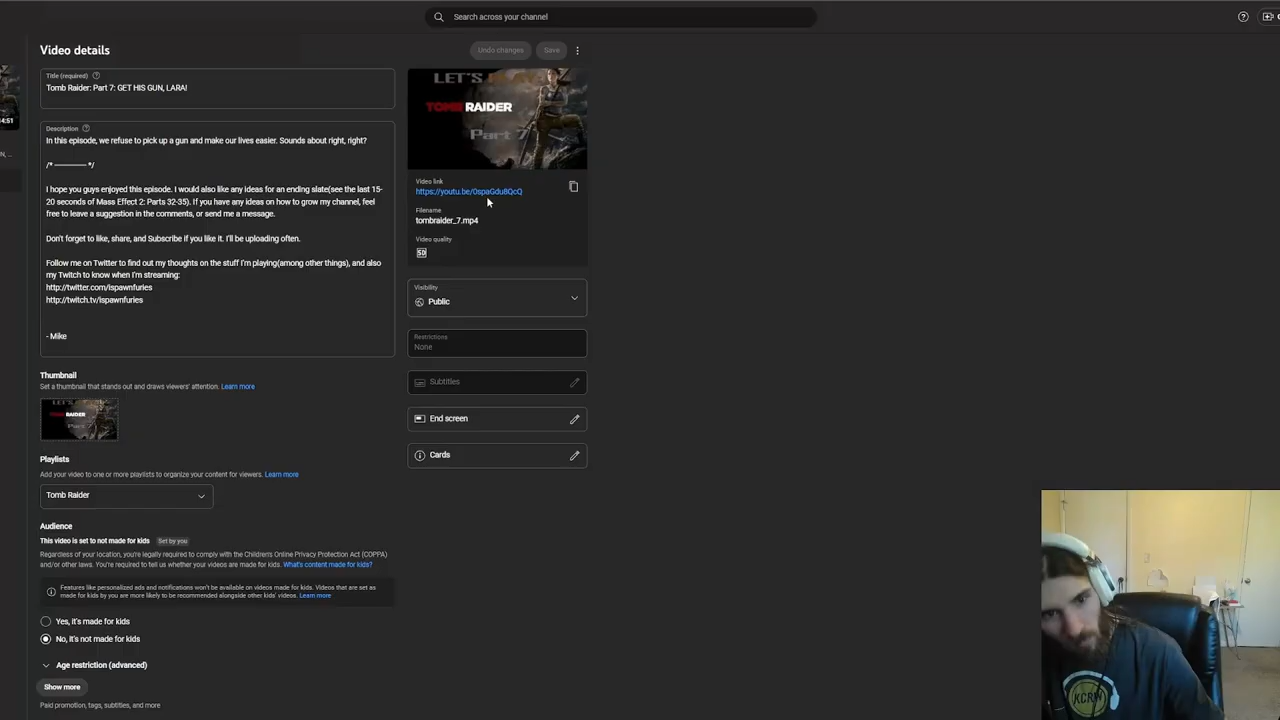 Search across your channel
Video details
Undo changes
Save
Title (required)
Tomb Raider: Part 7: GET HIS GUN, LARA!
Description
In this episode, we refuse to pick up a gun and make our lives easier. Sounds about right, right?
/* ———— */
I hope you guys enjoyed this episode. I would also like any ideas for an ending slate(see the last 15-
20 seconds of Mass Effect 2: Parts 32-35). If you have any ideas on how to grow my channel, feel
free to leave a suggestion in the comments, or send me a message.
Don't forget to like, share, and Subscribe if you like it. I'll be uploading often.
Follow me on Twitter to find out my thoughts on the stuff I'm playing(among other things), and also
my Twitch to know when I'm streaming:
http://twitter.com/ispawnfuries
http://twitch.tv/ispawnfuries
- Mike
Thumbnail
Set a thumbnail that stands out and draws viewers' attention. Learn more
TOMB RAIDER
Part 7
Playlists
Add your video to one or more playlists to organize your content for viewers. Learn more
Tomb Raider
Audience
This video is set to not made for kids Set by you
Regardless of your location, you're legally required to comply with the Children's Online Privacy Protection Act (COPPA)
and/or other laws. You're required to tell us whether your videos are made for kids. What's content made for kids?
Features like personalized ads and notifications won't be available on videos made for kids. Videos that are set as
made for kids by you are more likely to be recommended alongside other kids' videos. Learn more
Yes, it's made for kids
No, it's not made for kids
Age restriction (advanced)
Show more
Paid promotion, tags, subtitles, and more
LET'S PLAY
TOMB RAIDER
Part 7
Video link
https://youtu.be/0spaGdu8QcQ
Filename
tombraider_7.mp4
Video quality
SD
Visibility
Public
Restrictions
None
Subtitles
End screen
Cards
14:51
KCRW